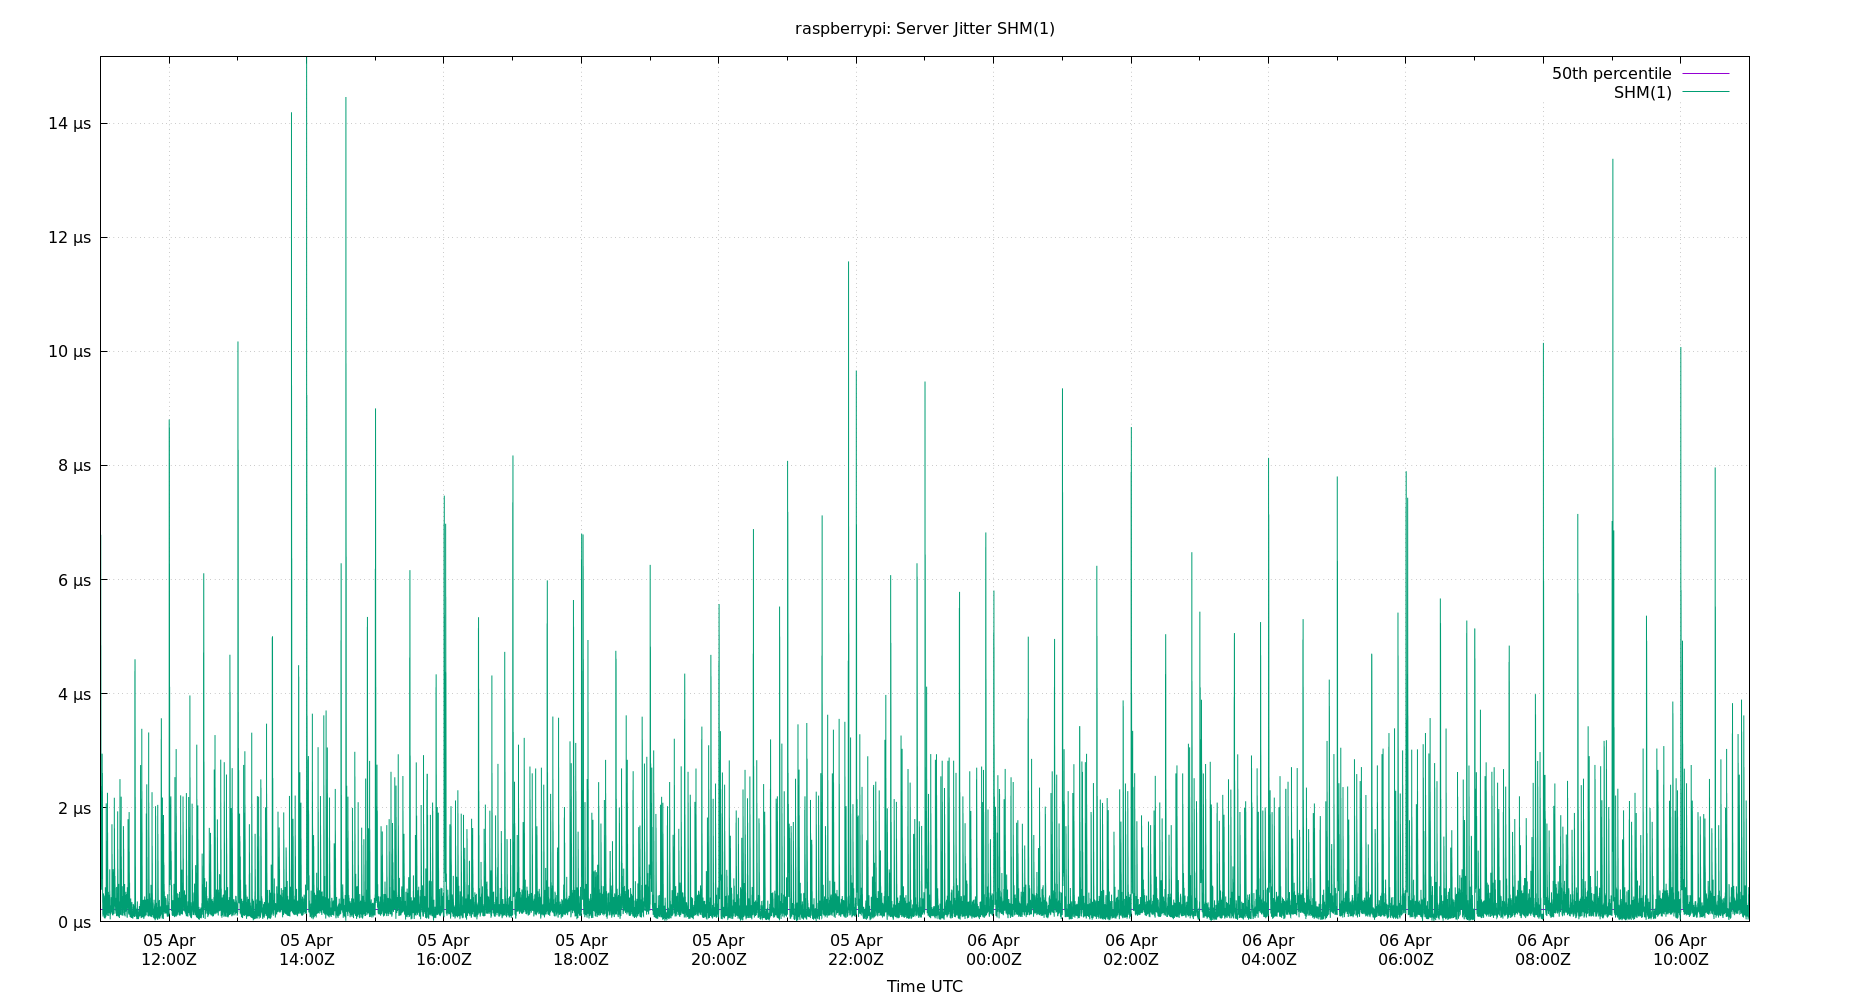 raspberrypi: Server Jitter SHM(1)
50th percentile
SHM(1)
14 µs
12 µs
10 µs
8 µs
6 µs
4 µs
2 µs
0 µs
05 Apr 05 Apr 05 Apr 05 Apr 05 Apr 05 Apr 06 Apr 06 Apr 06 Apr 06 Apr 06 Apr 06 Apr
12:00Z 14:00Z 16:00Z 18:00Z 20:00Z 22:00Z 00:00Z 02:00Z 04:00Z 06:00Z 08:00Z 10:00Z
Time UTC